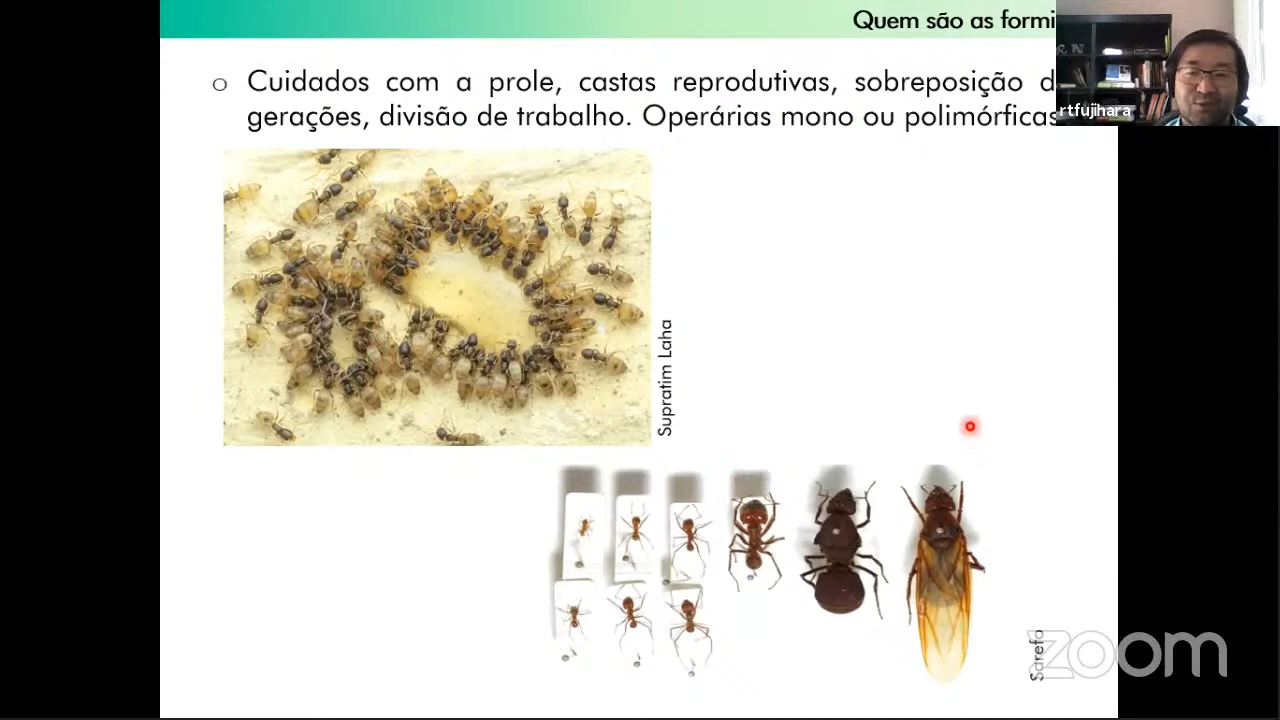 Quem são as formi
rtfujihara
o Cuidados com a prole, castas reprodutivas, sobreposição d
gerações, divisão de trabalho. Operárias mono ou polimórficas
Supratim Laha
Sarefo
zoom